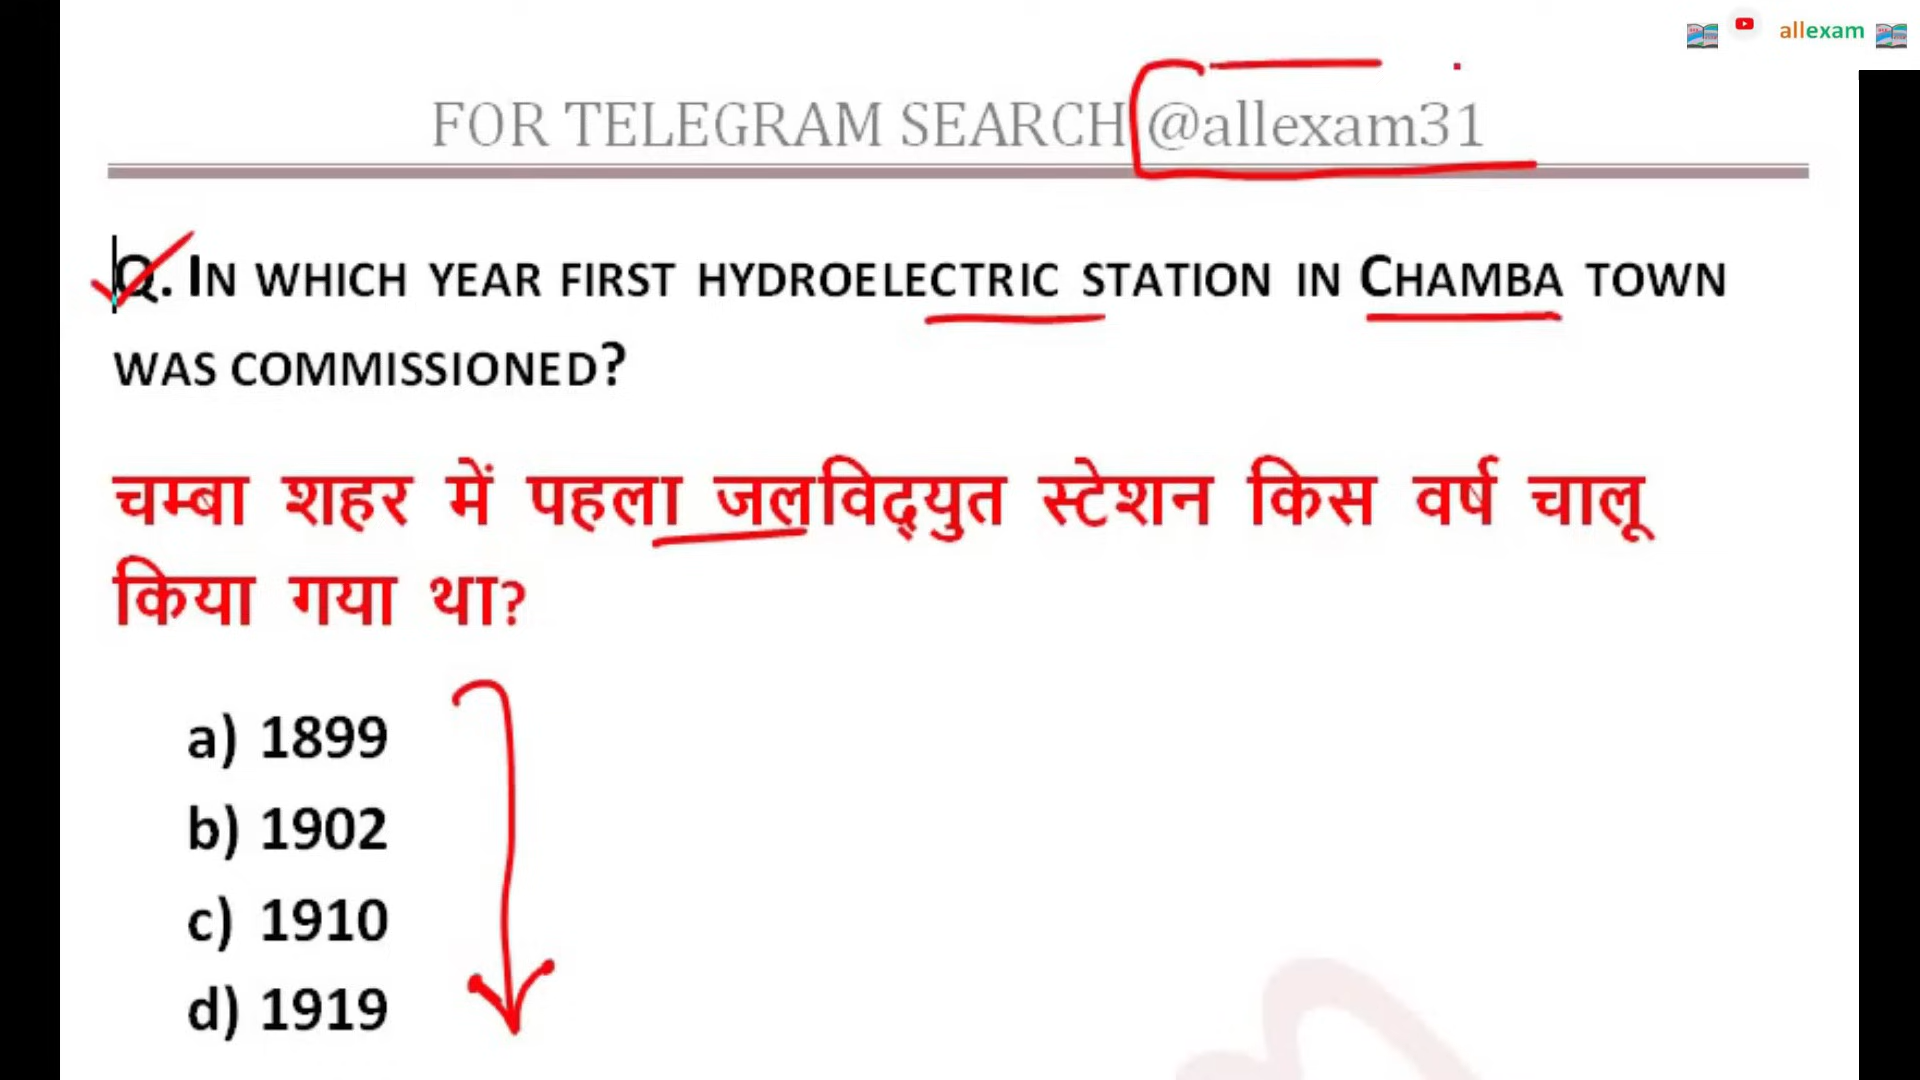 allexam
FOR TELEGRAM SEARCH @allexam31
Q. IN WHICH YEAR FIRST HYDROELECTRIC STATION IN CHAMBA TOWN
WAS COMMISSIONED?
चम्बा शहर में पहला जलविद्युत स्टेशन किस वर्ष चालू
किया गया था?
a) 1899
b) 1902
c) 1910
d) 1919